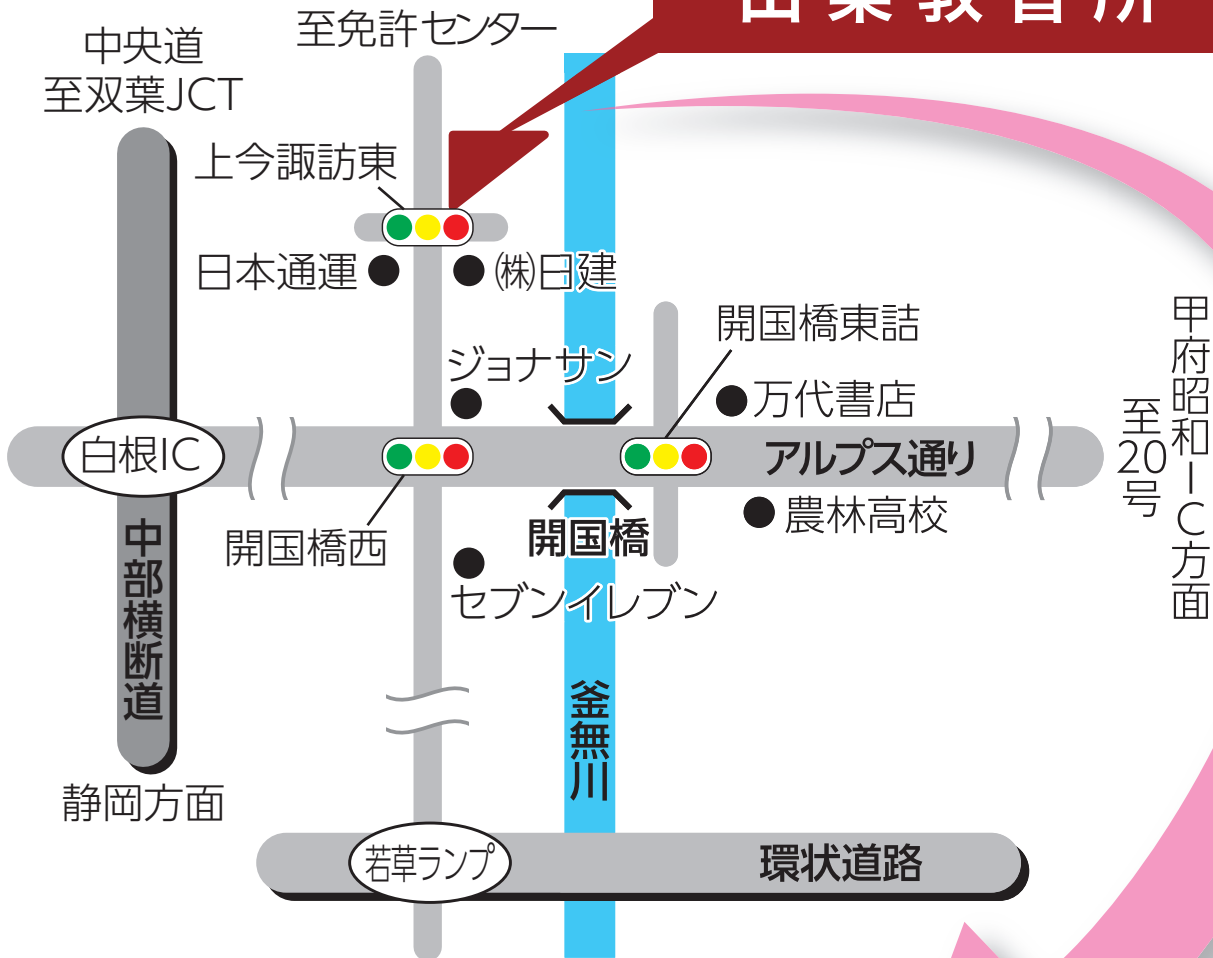 教習所
至免許センター
中央道
至双葉JCT
上今諏訪東
日本通運
㈱日建
ジョナサン
開国橋東詰
万代書店
白根IC
アルプス通り
甲府昭和IC方面
至20号
開国橋西
開国橋
農林高校
セブンイレブン
中部横断道
釜無川
静岡方面
若草ランプ
環状道路